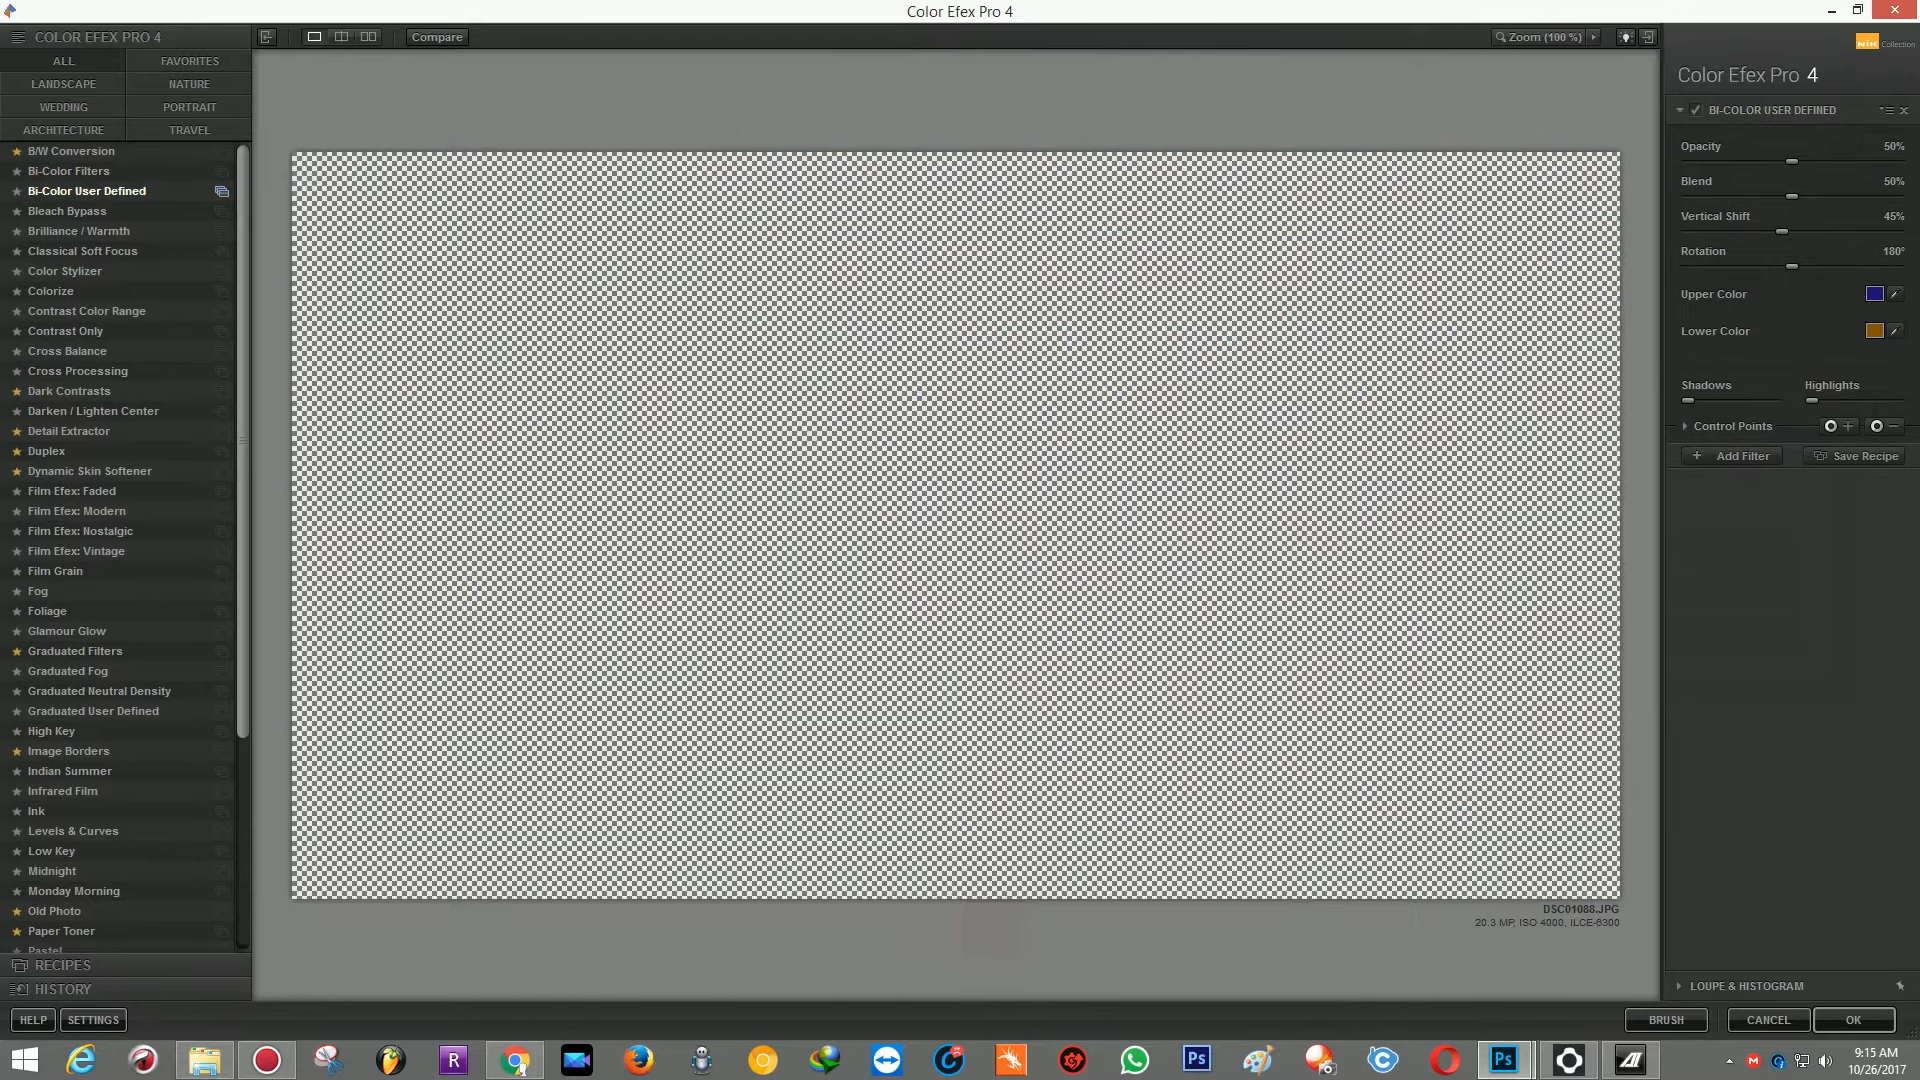 Color Efex Pro 4
COLOR EFEX PRO 4
Compare
Zoom (100 %)
Nik Collection
ALL
FAVORITES
LANDSCAPE
NATURE
WEDDING
PORTRAIT
ARCHITECTURE
TRAVEL
B/W Conversion
Bi-Color Filters
Bi-Color User Defined
Bleach Bypass
Brilliance / Warmth
Classical Soft Focus
Color Stylizer
Colorize
Contrast Color Range
Contrast Only
Cross Balance
Cross Processing
Dark Contrasts
Darken / Lighten Center
Detail Extractor
Duplex
Dynamic Skin Softener
Film Efex: Faded
Film Efex: Modern
Film Efex: Nostalgic
Film Efex: Vintage
Film Grain
Fog
Foliage
Glamour Glow
Graduated Filters
Graduated Fog
Graduated Neutral Density
Graduated User Defined
High Key
Image Borders
Indian Summer
Infrared Film
Ink
Levels & Curves
Low Key
Midnight
Monday Morning
Old Photo
Paper Toner
Pastel
RECIPES
HISTORY
HELP
SETTINGS
DSC01088.JPG
20.3 MP, ISO 4000, ILCE-6300
Color Efex Pro 4
BI-COLOR USER DEFINED
Opacity 50%
Blend 50%
Vertical Shift 45%
Rotation 180°
Upper Color
Lower Color
Shadows
Highlights
Control Points
Add Filter
Save Recipe
LOUPE & HISTOGRAM
BRUSH
CANCEL
OK
R
Ps
Ps
9:15 AM
10/26/2017